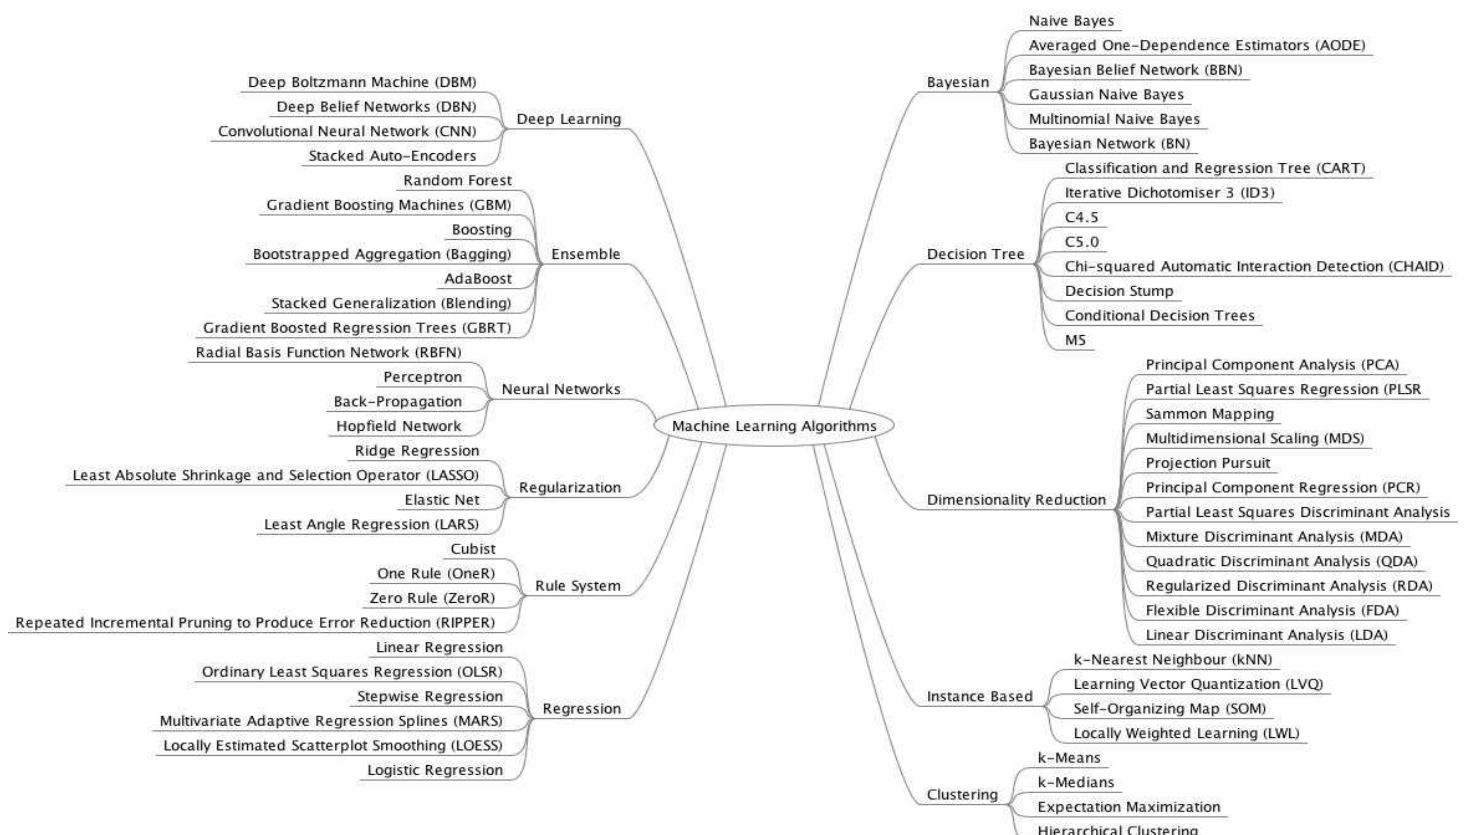 Machine Learning Algorithms
Deep Learning
Deep Boltzmann Machine (DBM)
Deep Belief Networks (DBN)
Convolutional Neural Network (CNN)
Stacked Auto-Encoders
Ensemble
Random Forest
Gradient Boosting Machines (GBM)
Boosting
Bootstrapped Aggregation (Bagging)
AdaBoost
Stacked Generalization (Blending)
Gradient Boosted Regression Trees (GBRT)
Neural Networks
Radial Basis Function Network (RBFN)
Perceptron
Back-Propagation
Hopfield Network
Regularization
Ridge Regression
Least Absolute Shrinkage and Selection Operator (LASSO)
Elastic Net
Least Angle Regression (LARS)
Rule System
Cubist
One Rule (OneR)
Zero Rule (ZeroR)
Repeated Incremental Pruning to Produce Error Reduction (RIPPER)
Regression
Linear Regression
Ordinary Least Squares Regression (OLSR)
Stepwise Regression
Multivariate Adaptive Regression Splines (MARS)
Locally Estimated Scatterplot Smoothing (LOESS)
Logistic Regression
Bayesian
Naive Bayes
Averaged One-Dependence Estimators (AODE)
Bayesian Belief Network (BBN)
Gaussian Naive Bayes
Multinomial Naive Bayes
Bayesian Network (BN)
Decision Tree
Classification and Regression Tree (CART)
Iterative Dichotomiser 3 (ID3)
C4.5
C5.0
Chi-squared Automatic Interaction Detection (CHAID)
Decision Stump
Conditional Decision Trees
M5
Dimensionality Reduction
Principal Component Analysis (PCA)
Partial Least Squares Regression (PLSR
Sammon Mapping
Multidimensional Scaling (MDS)
Projection Pursuit
Principal Component Regression (PCR)
Partial Least Squares Discriminant Analysis
Mixture Discriminant Analysis (MDA)
Quadratic Discriminant Analysis (QDA)
Regularized Discriminant Analysis (RDA)
Flexible Discriminant Analysis (FDA)
Linear Discriminant Analysis (LDA)
Instance Based
k-Nearest Neighbour (kNN)
Learning Vector Quantization (LVQ)
Self-Organizing Map (SOM)
Locally Weighted Learning (LWL)
Clustering
k-Means
k-Medians
Expectation Maximization
Hierarchical Clustering